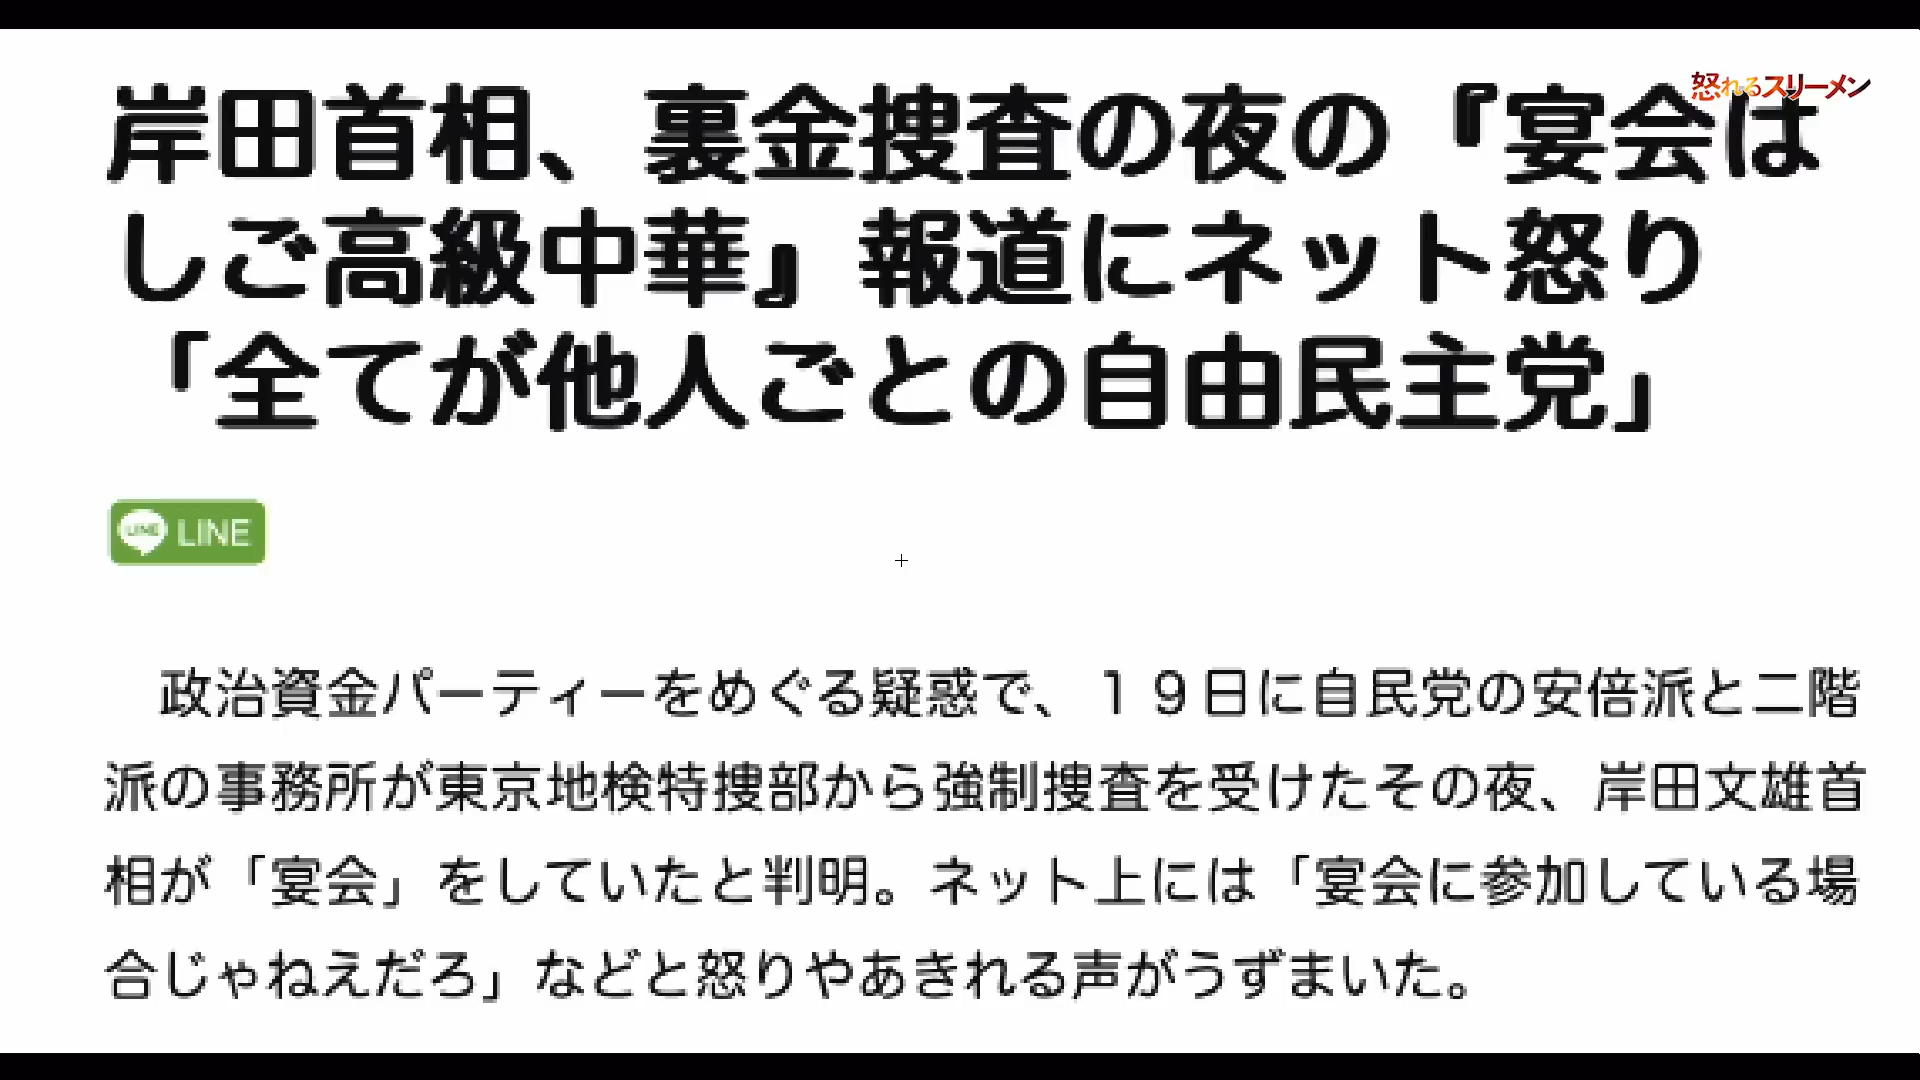 怒れるスリーメン
岸田首相、裏金捜査の夜の『宴会は
しご高級中華』報道にネット怒り
「全てが他人ごとの自由民主党」
LINE LINE
政治資金パーティーをめぐる疑惑で、１９日に自民党の安倍派と二階
派の事務所が東京地検特捜部から強制捜査を受けたその夜、岸田文雄首
相が「宴会」をしていたと判明。ネット上には「宴会に参加している場
合じゃねえだろ」などと怒りやあきれる声がうずまいた。